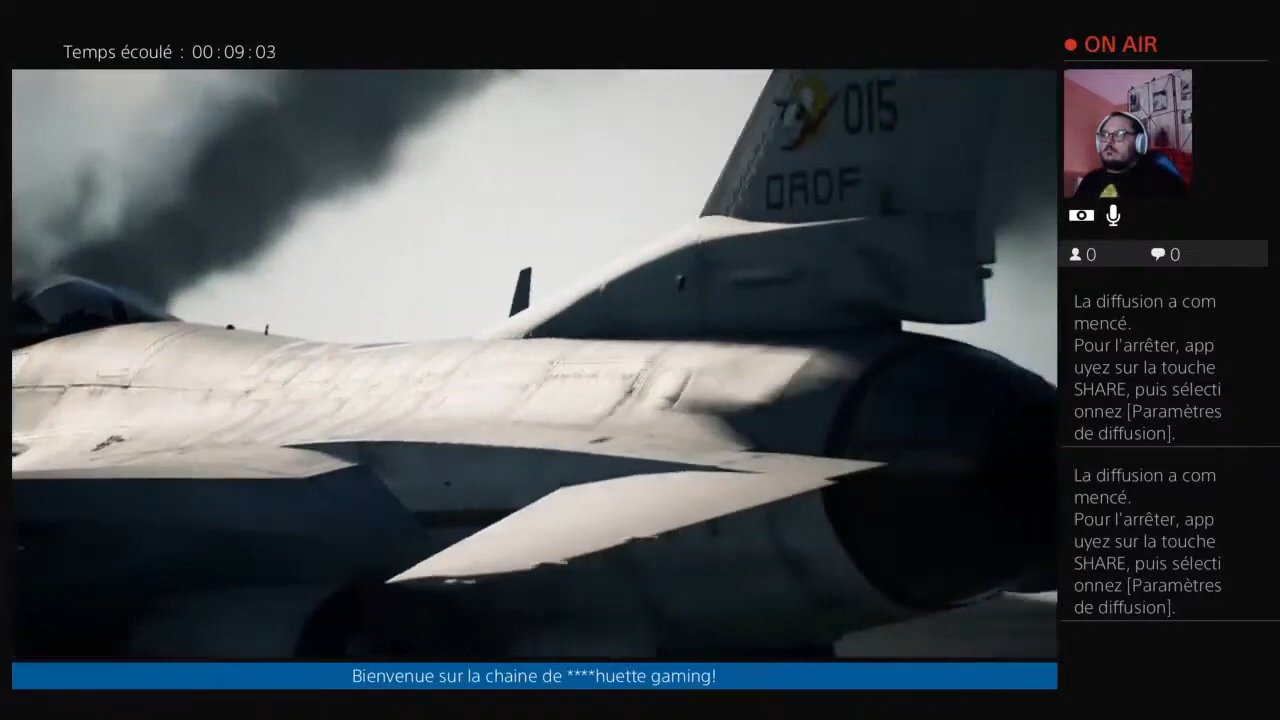 Temps écoulé : 00:09:03
ON AIR
015
0
0
La diffusion a com
mencé.
Pour l'arrêter, app
uyez sur la touche
SHARE, puis sélecti
onnez [Paramètres
de diffusion].
La diffusion a com
mencé.
Pour l'arrêter, app
uyez sur la touche
SHARE, puis sélecti
onnez [Paramètres
de diffusion].
Bienvenue sur la chaine de ****huette gaming!